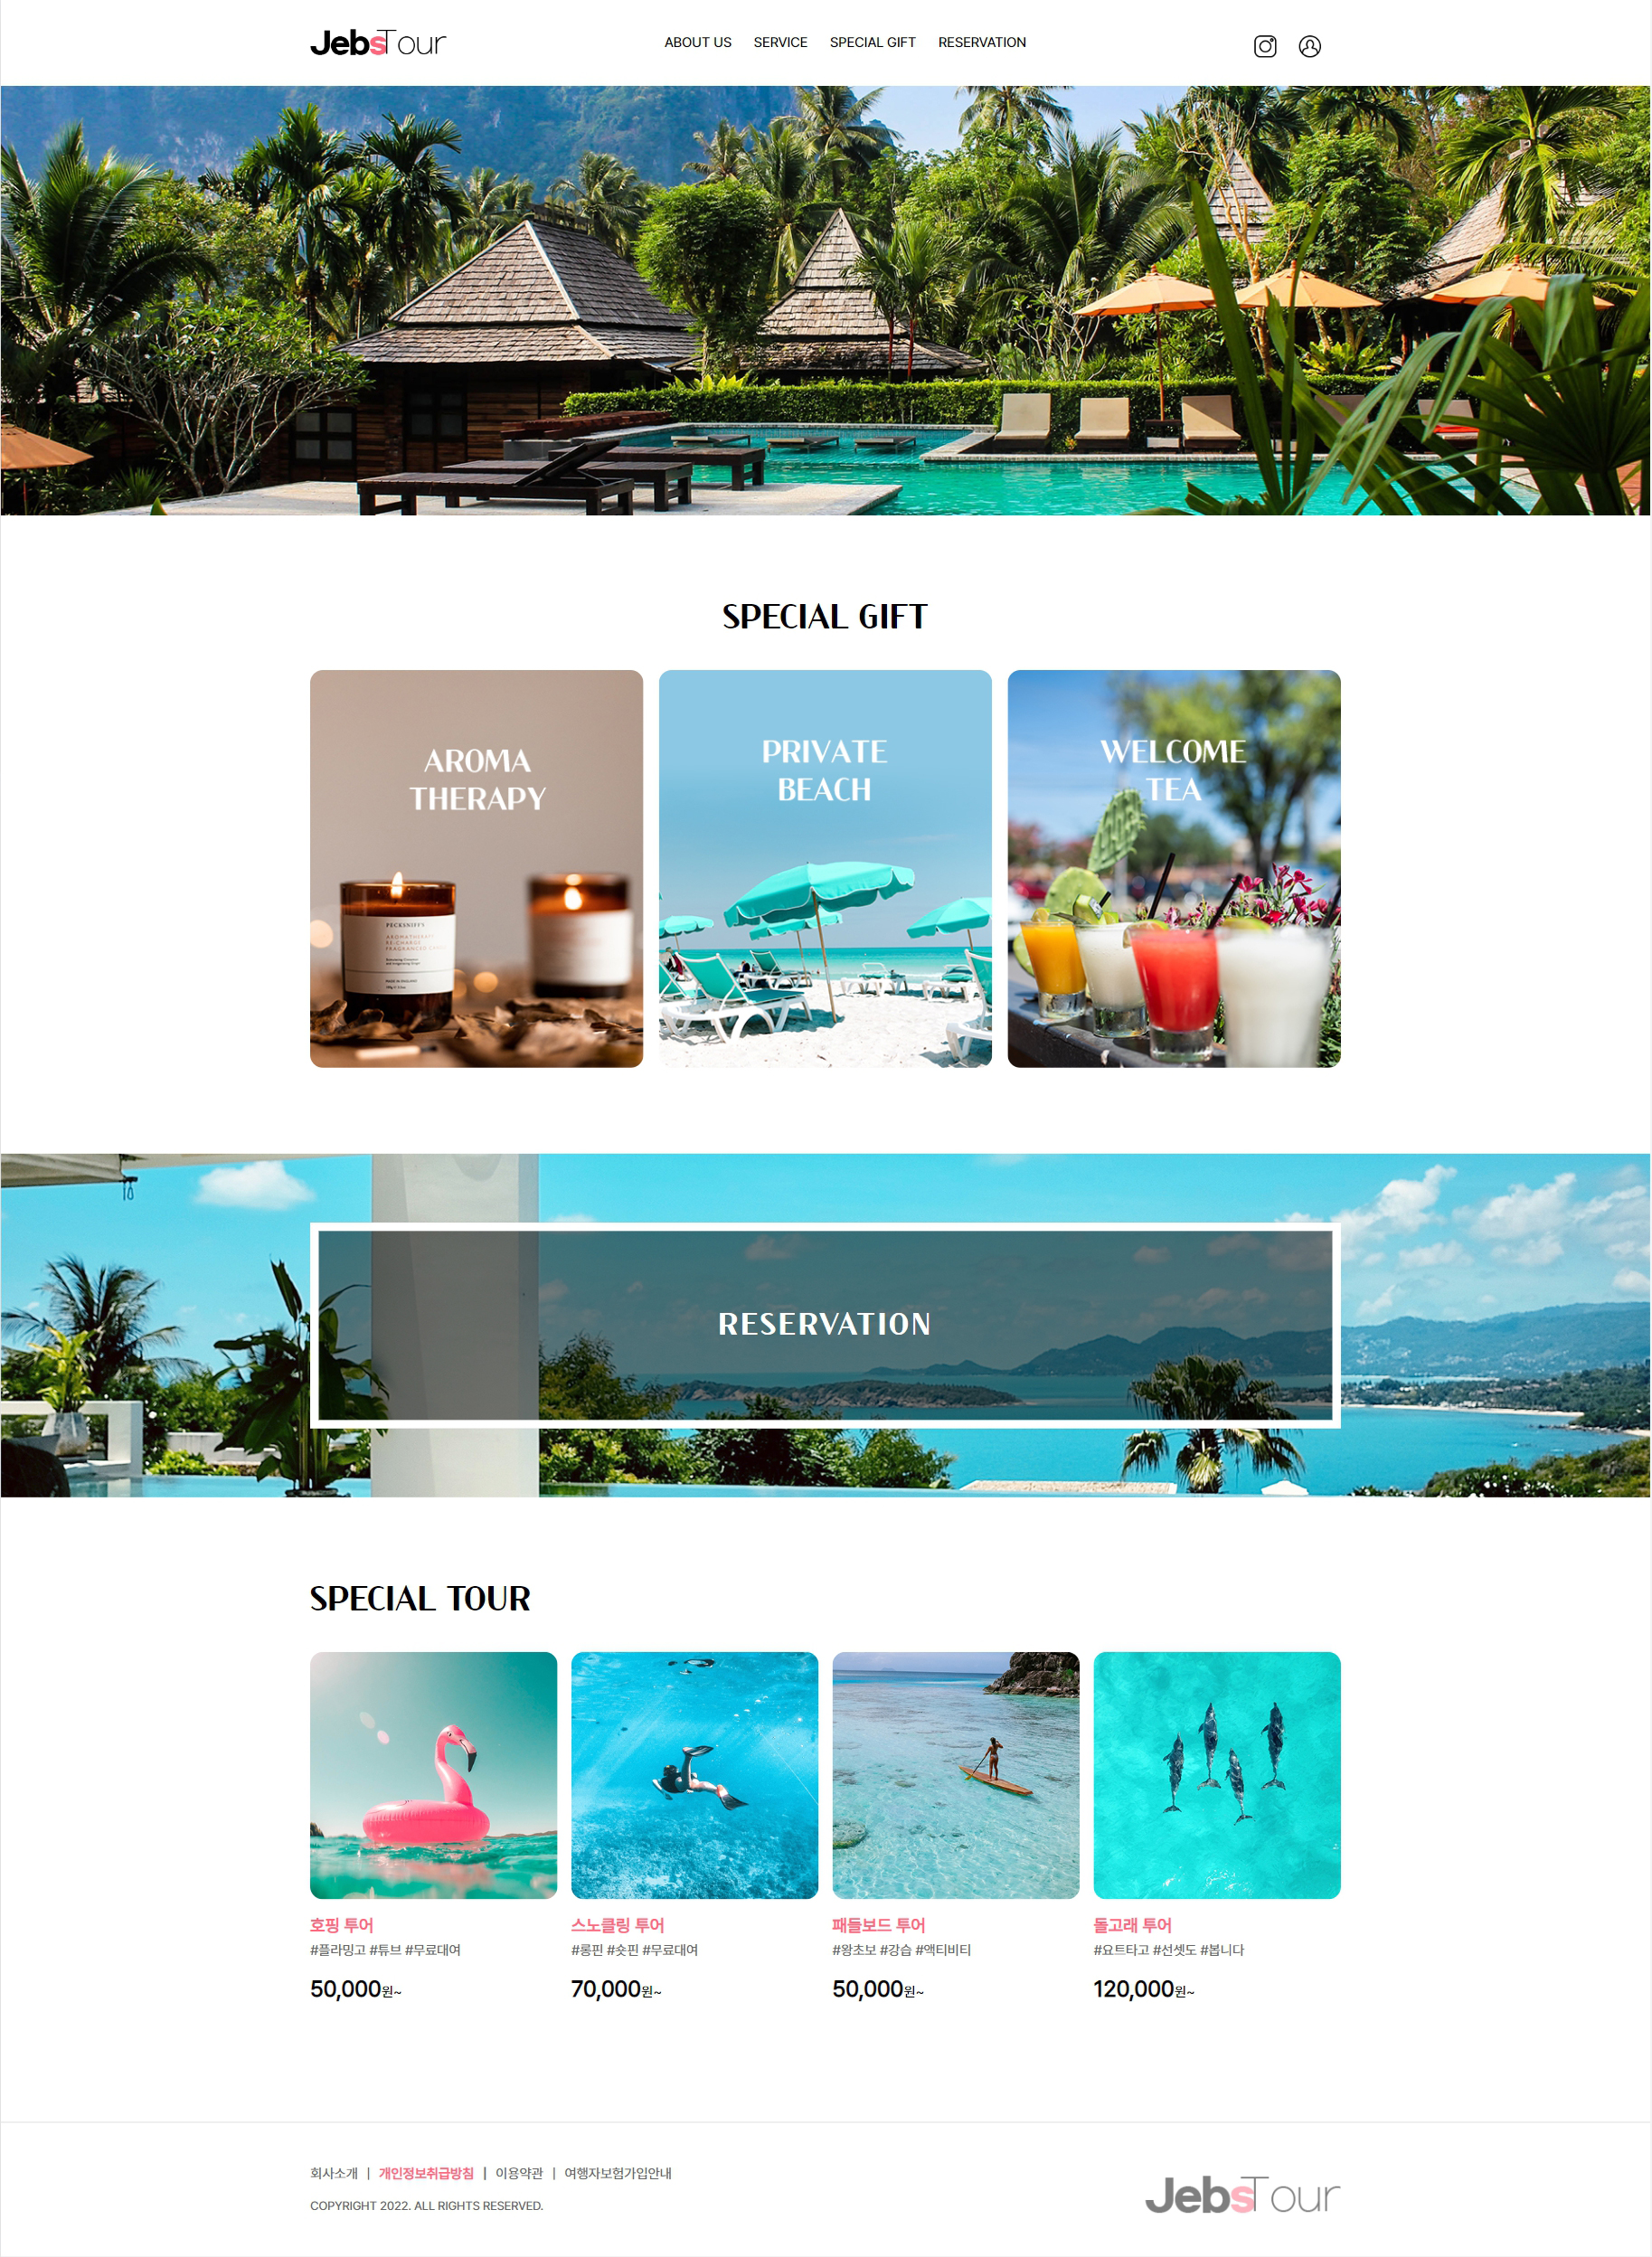 JebsTour
ABOUT US SERVICE SPECIAL GIFT RESERVATION
SPECIAL GIFT
AROMA
THERAPY
PECKSNIFFS
PRIVATE
BEACH
WELCOME
TEA
RESERVATION
SPECIAL TOUR
호핑 투어
#플라밍고 #튜브 #무료대여
50,000원~
스노클링 투어
#롱핀 #숏핀 #무료대여
70,000원~
패들보드 투어
#왕초보 #강습 #액티비티
50,000원~
돌고래 투어
#요트타고 #선셋도 #봅니다
120,000원~
회사소개 | 개인정보취급방침 | 이용약관 | 여행자보험가입안내
COPYRIGHT 2022. ALL RIGHTS RESERVED.
JebsTour